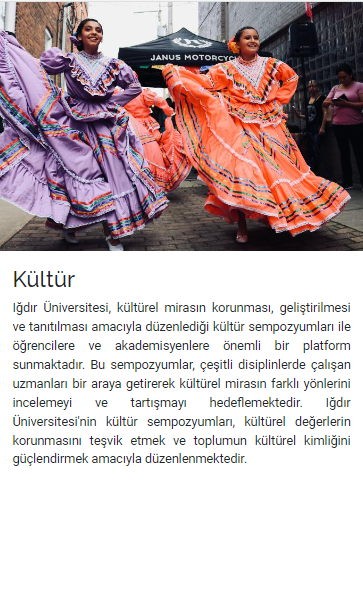 JANUS MOTORCYC
Kültür
Iğdır Üniversitesi, kültürel mirasın korunması, geliştirilmesi
ve tanıtılması amacıyla düzenlediği kültür sempozyumları ile
öğrencilere ve akademisyenlere önemli bir platform
sunmaktadır. Bu sempozyumlar, çeşitli disiplinlerde çalışan
uzmanları bir araya getirerek kültürel mirasın farklı yönlerini
incelemeyi ve tartışmayı hedeflemektedir. Iğdır
Üniversitesi'nin kültür sempozyumları, kültürel değerlerin
korunmasını teşvik etmek ve toplumun kültürel kimliğini
güçlendirmek amacıyla düzenlenmektedir.